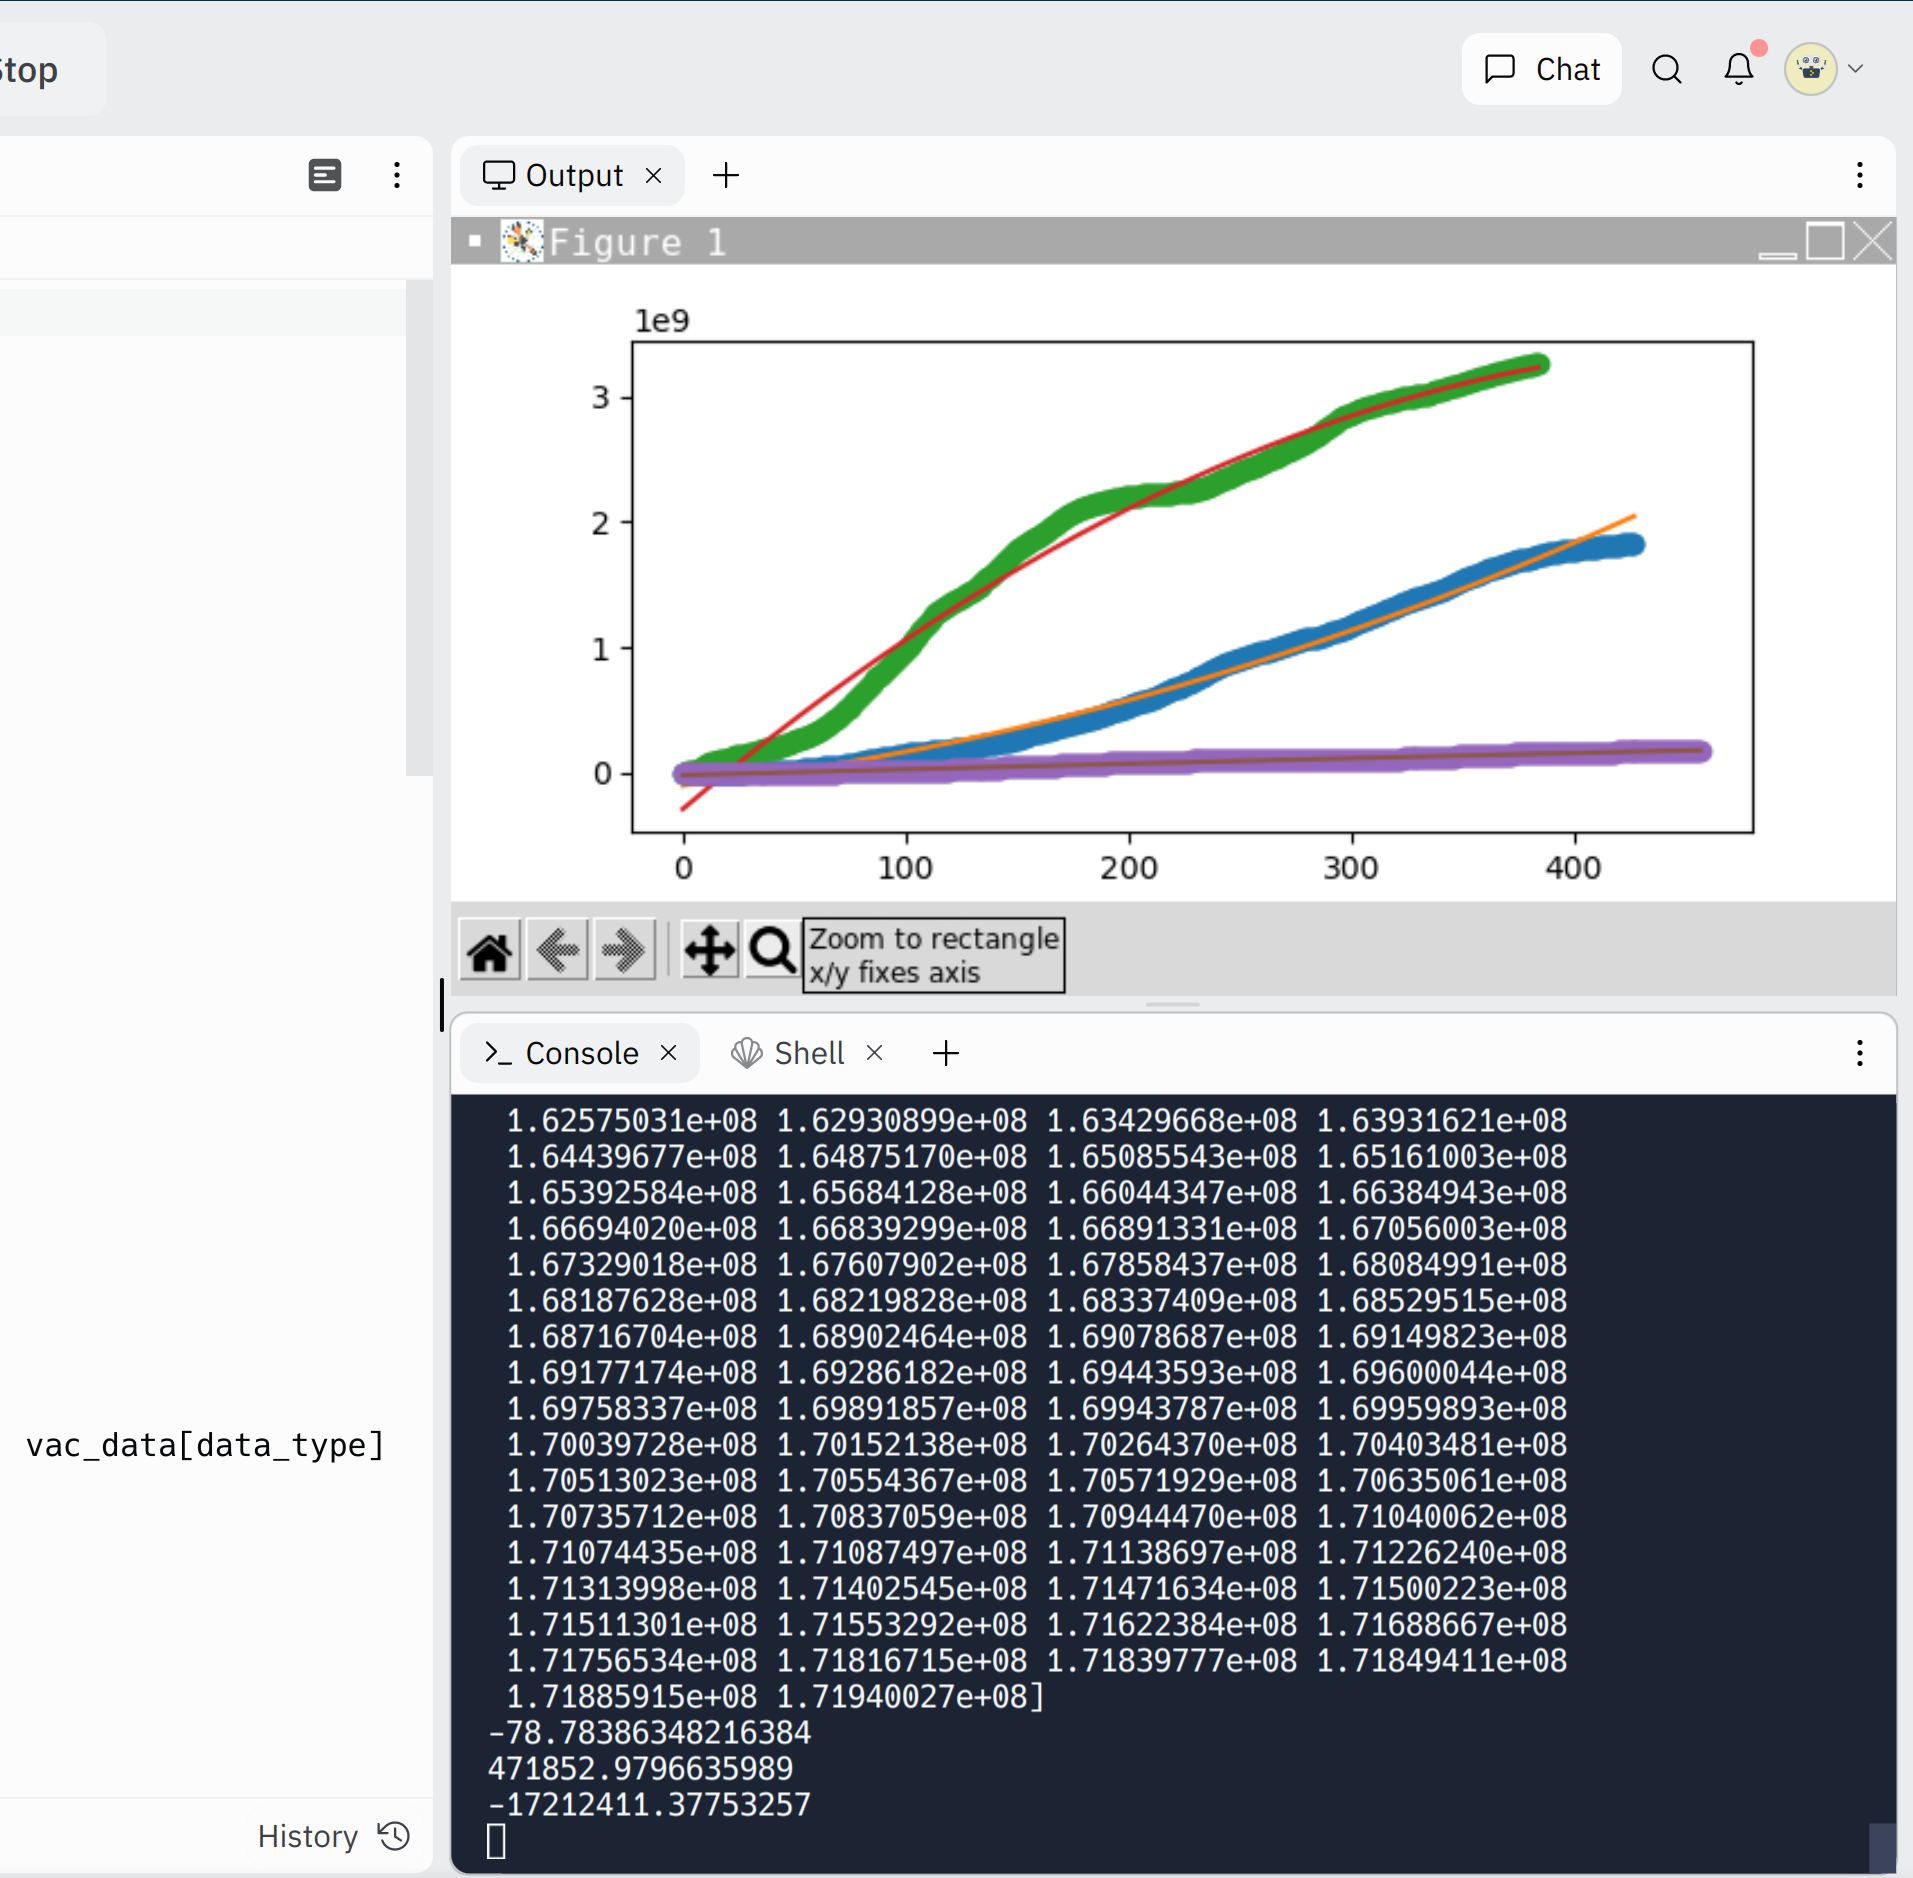 Chat
Output
Figure 1
1e9
3
2
1
0
0 100 200 300 400
Zoom to rectangle
x/y fixes axis
Console Shell
1.62575031e+08 1.62930899e+08 1.63429668e+08 1.63931621e+08
1.64439677e+08 1.64875170e+08 1.65085543e+08 1.65161003e+08
1.65392584e+08 1.65684128e+08 1.66044347e+08 1.66384943e+08
1.66694020e+08 1.66839299e+08 1.66891331e+08 1.67056003e+08
1.67329018e+08 1.67607902e+08 1.67858437e+08 1.68084991e+08
1.68187628e+08 1.68219828e+08 1.68337409e+08 1.68529515e+08
1.68716704e+08 1.68902464e+08 1.69078687e+08 1.69149823e+08
1.69177174e+08 1.69286182e+08 1.69443593e+08 1.69600044e+08
1.69758337e+08 1.69891857e+08 1.69943787e+08 1.69959893e+08
1.70039728e+08 1.70152138e+08 1.70264370e+08 1.70403481e+08
1.70513023e+08 1.70554367e+08 1.70571929e+08 1.70635061e+08
1.70735712e+08 1.70837059e+08 1.70944470e+08 1.71040062e+08
1.71074435e+08 1.71087497e+08 1.71138697e+08 1.71226240e+08
1.71313998e+08 1.71402545e+08 1.71471634e+08 1.71500223e+08
1.71511301e+08 1.71553292e+08 1.71622384e+08 1.71688667e+08
1.71756534e+08 1.71816715e+08 1.71839777e+08 1.71849411e+08
1.71885915e+08 1.71940027e+08]
-78.78386348216384
471852.9796635989
-17212411.37753257
vac_data[data_type]
History